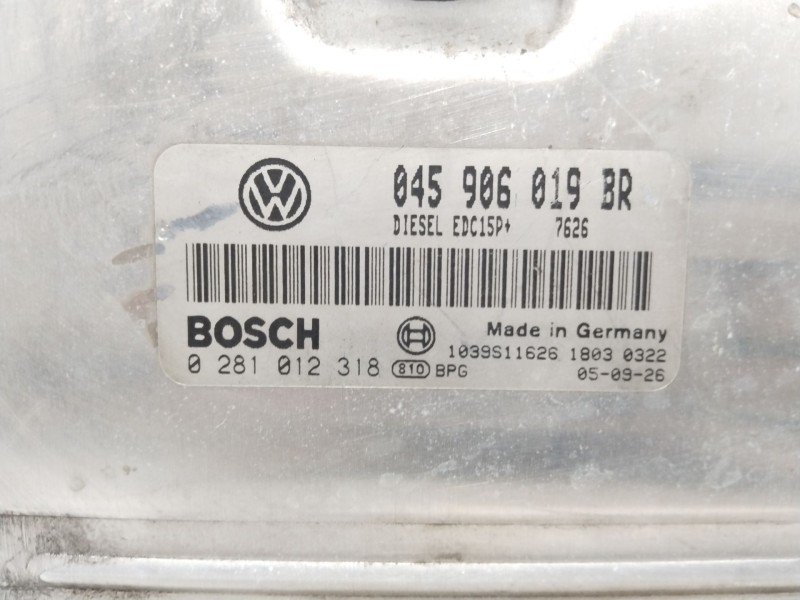 045 906 019 BR
DIESEL EDC15P+ 7626
BOSCH
Made in Germany
0 281 012 318 810 BPG
1039S11626 1803 0322
05-09-26